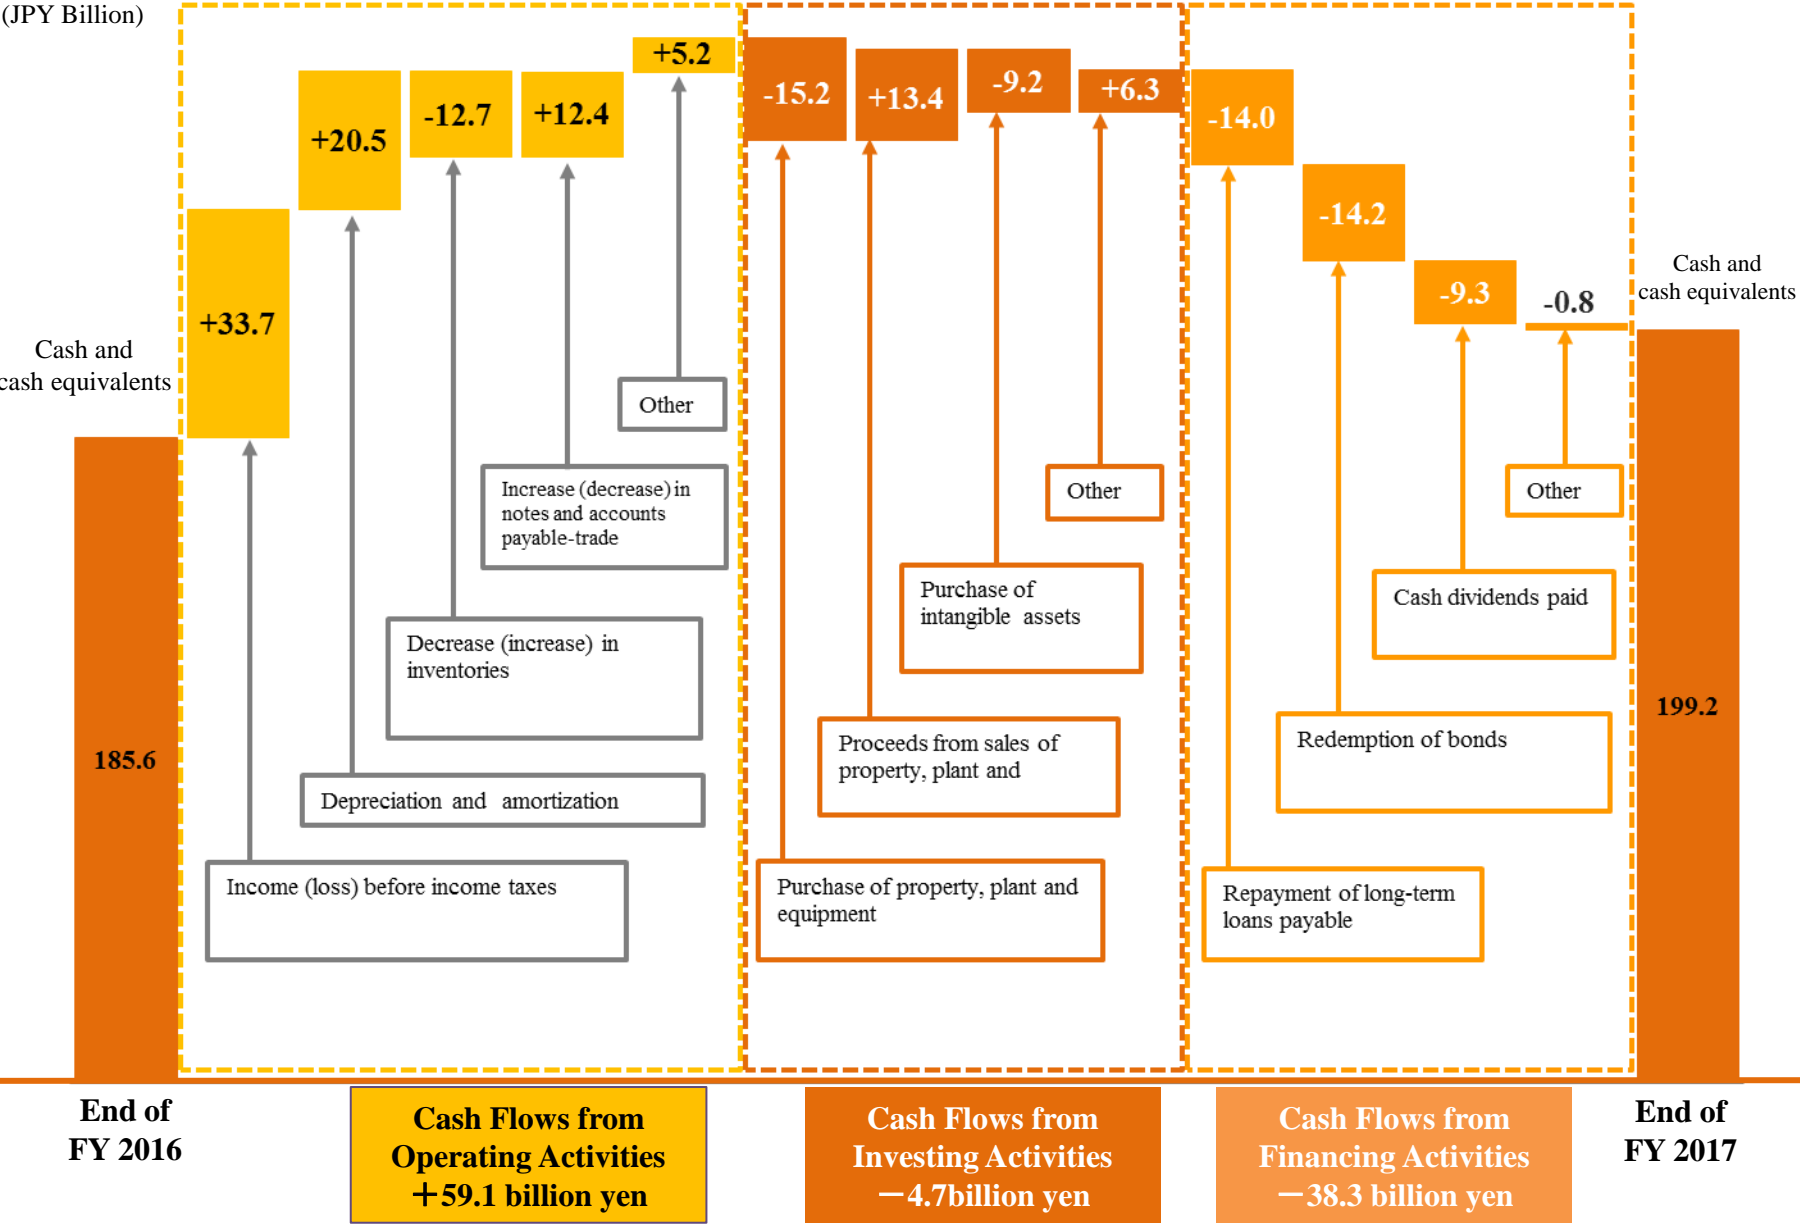 (JPY Billion)
Cash and
cash equivalents
185.6
End of
FY 2016
+33.7
+20.5
-12.7
+12.4
+5.2
Other
Increase (decrease) in
notes and accounts
payable-trade
Decrease (increase) in
inventories
Depreciation and amortization
Income (loss) before income taxes
Cash Flows from
Operating Activities
＋59.1 billion yen
-15.2
+13.4
-9.2
+6.3
Other
Purchase of
intangible assets
Proceeds from sales of
property, plant and
Purchase of property, plant and
equipment
Cash Flows from
Investing Activities
－4.7billion yen
-14.0
-14.2
-9.3
-0.8
Other
Cash dividends paid
Redemption of bonds
Repayment of long-term
loans payable
Cash Flows from
Financing Activities
－38.3 billion yen
Cash and
cash equivalents
199.2
End of
FY 2017